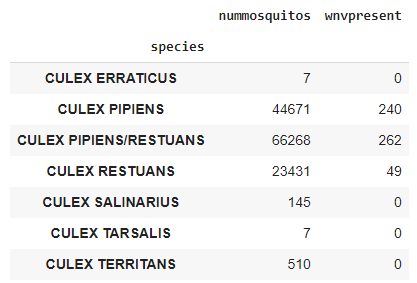 nummosquitos wnvpresent
species
CULEX ERRATICUS 7 0
CULEX PIPIENS 44671 240
CULEX PIPIENS/RESTUANS 66268 262
CULEX RESTUANS 23431 49
CULEX SALINARIUS 145 0
CULEX TARSALIS 7 0
CULEX TERRITANS 510 0